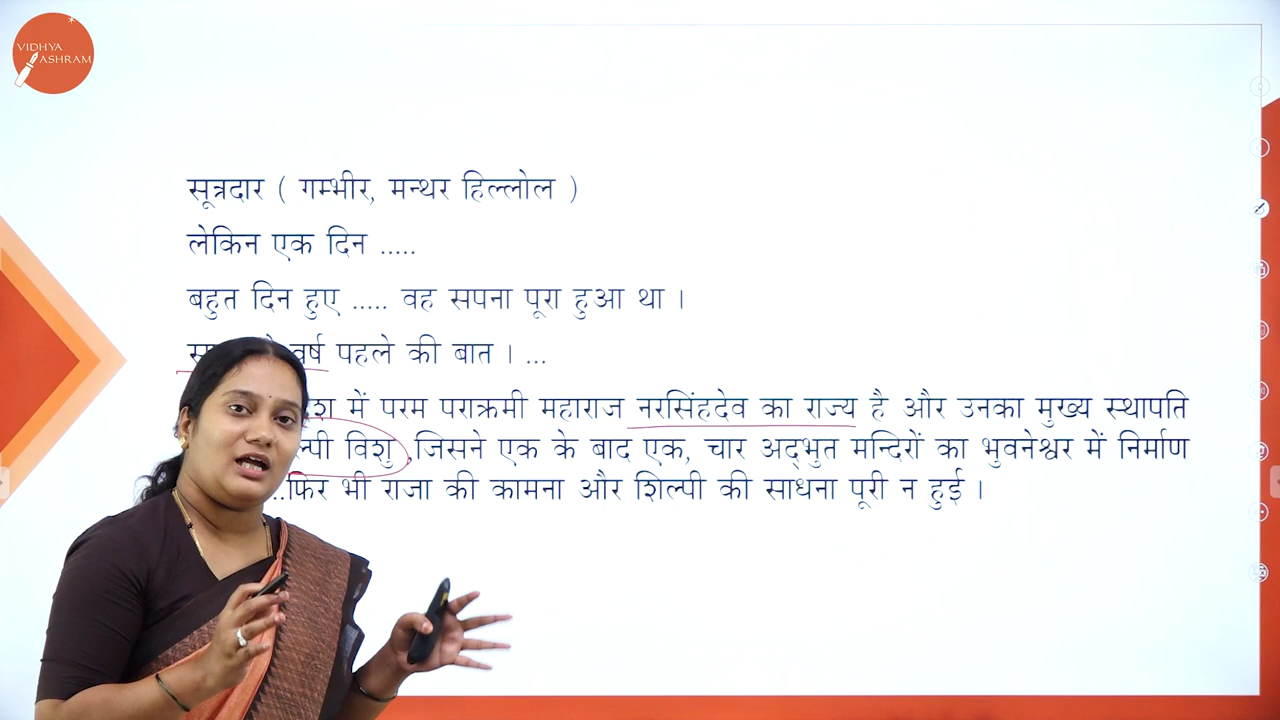 VIDHYA
ASHRAM
सूत्रदार ( गम्भीर, मन्थर हिल्लोल )
लेकिन एक दिन .....
बहुत दिन हुए ..... वह सपना पूरा हुआ था ।
वर्ष पहले की बात । ...
में परम पराक्रमी महाराज नरसिंहदेव का राज्य है और उनका मुख्य स्थापति
विशु ,जिसने एक के बाद एक, चार अद्भुत मन्दिरों का भुवनेश्वर में निर्माण
...फिर भी राजा की कामना और शिल्पी की साधना पूरी न हुई ।